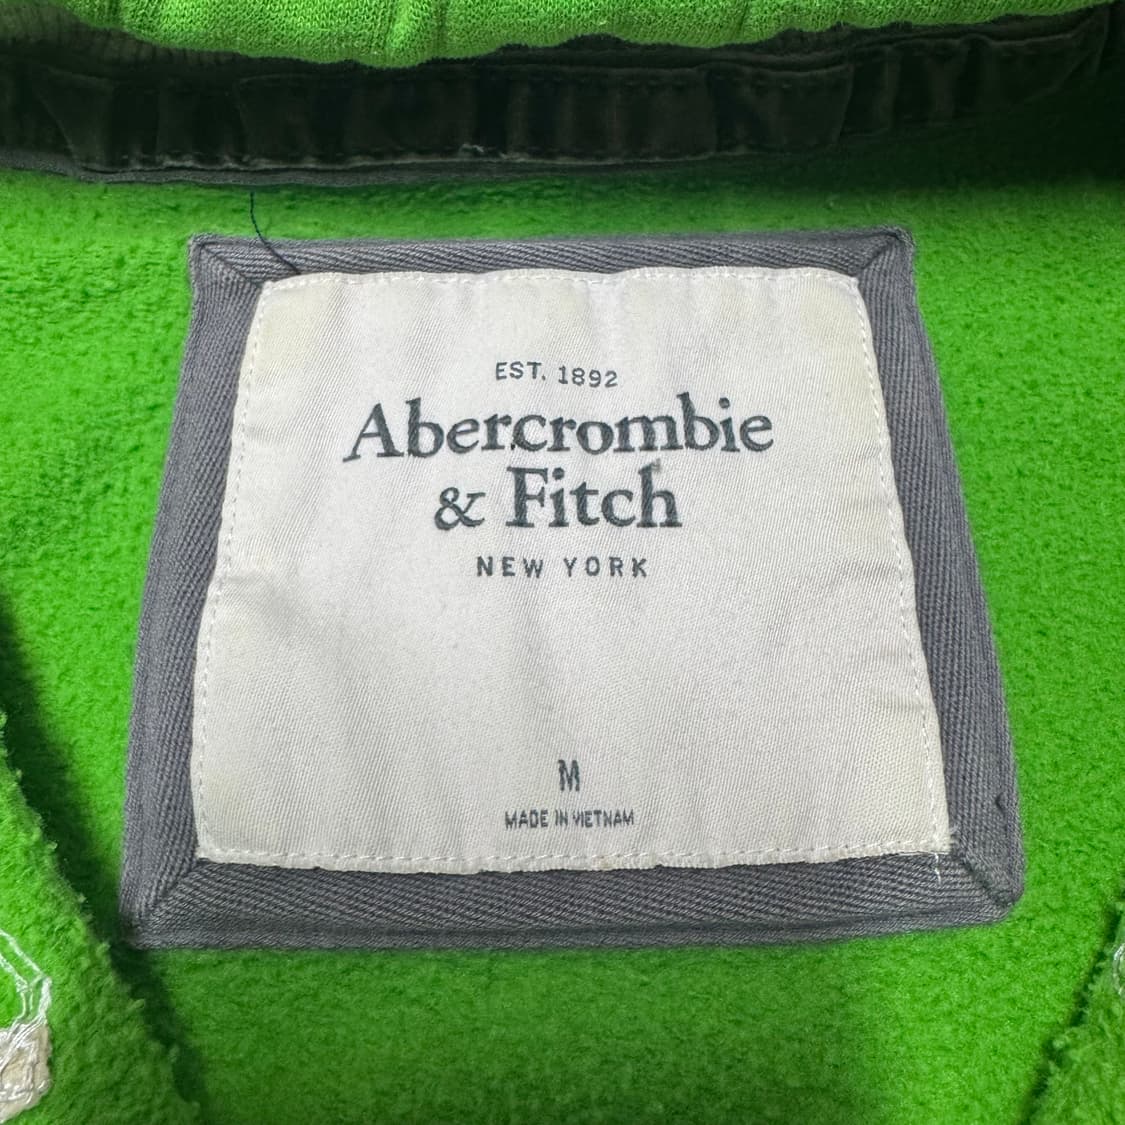 EST. 1892
Abercrombie
& Fitch
NEW YORK
M
MADE IN VIETNAM